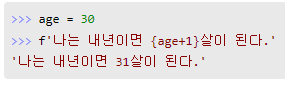 >>> age = 30
>>> f'나는 내년이면 {age+1}살이 된다.'
'나는 내년이면 31살이 된다.'